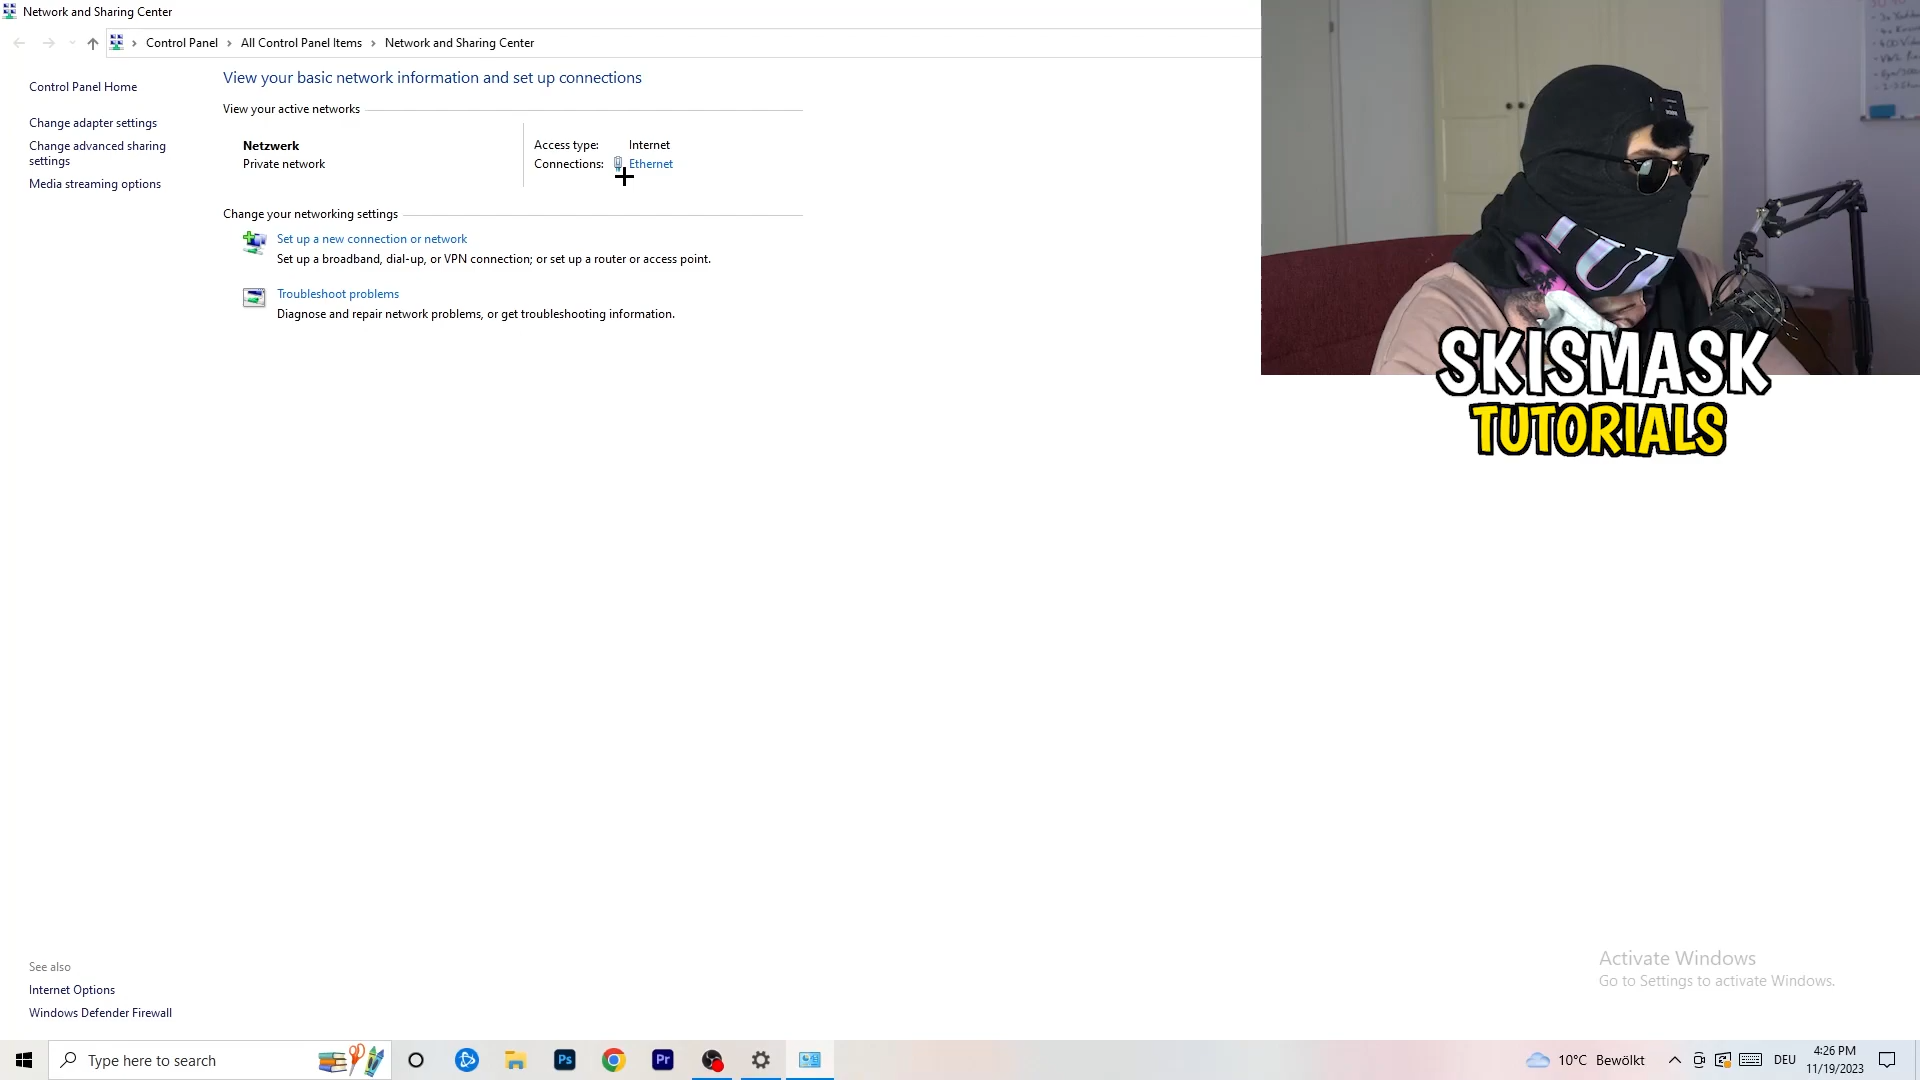 Network and Sharing Center
Control Panel > All Control Panel Items > Network and Sharing Center
Control Panel Home
Change adapter settings
Change advanced sharing
settings
Media streaming options
View your basic network information and set up connections
View your active networks
Netzwerk
Private network
Access type: Internet
Connections: Ethernet
Change your networking settings
Set up a new connection or network
Set up a broadband, dial-up, or VPN connection; or set up a router or access point.
Troubleshoot problems
Diagnose and repair network problems, or get troubleshooting information.
SKISMASK
TUTORIALS
See also
Internet Options
Windows Defender Firewall
Activate Windows
Go to Settings to activate Windows.
Type here to search
Ps
Pr
10°C Bewölkt
DEU
4:26 PM
11/19/2023